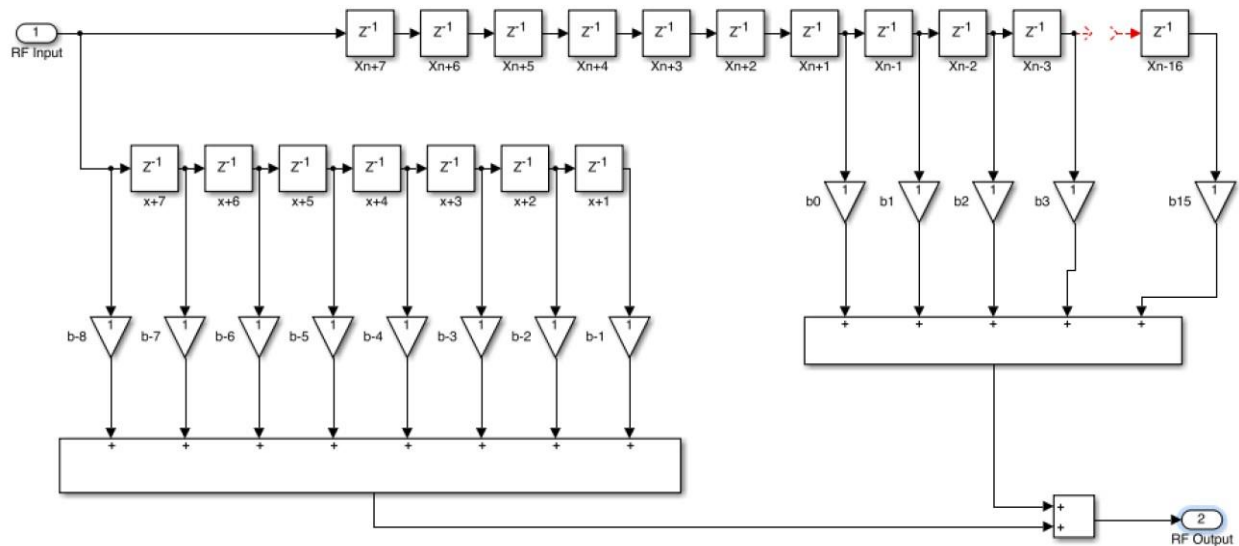 1
RF Input
Z-1 Z-1 Z-1 Z-1 Z-1 Z-1 Z-1 Z-1 Z-1 Z-1 Z-1
Xn+7 Xn+6 Xn+5 Xn+4 Xn+3 Xn+2 Xn+1 Xn-1 Xn-2 Xn-3 Xn-16
Z-1 Z-1 Z-1 Z-1 Z-1 Z-1 Z-1
x+7 x+6 x+5 x+4 x+3 x+2 x+1
1 1 1 1 1
b0 b1 b2 b3 b15
1 1 1 1 1 1 1 1
b-8 b-7 b-6 b-5 b-4 b-3 b-2 b-1
+ + + + +
+ + + + + + + +
+
+
2
RF Output